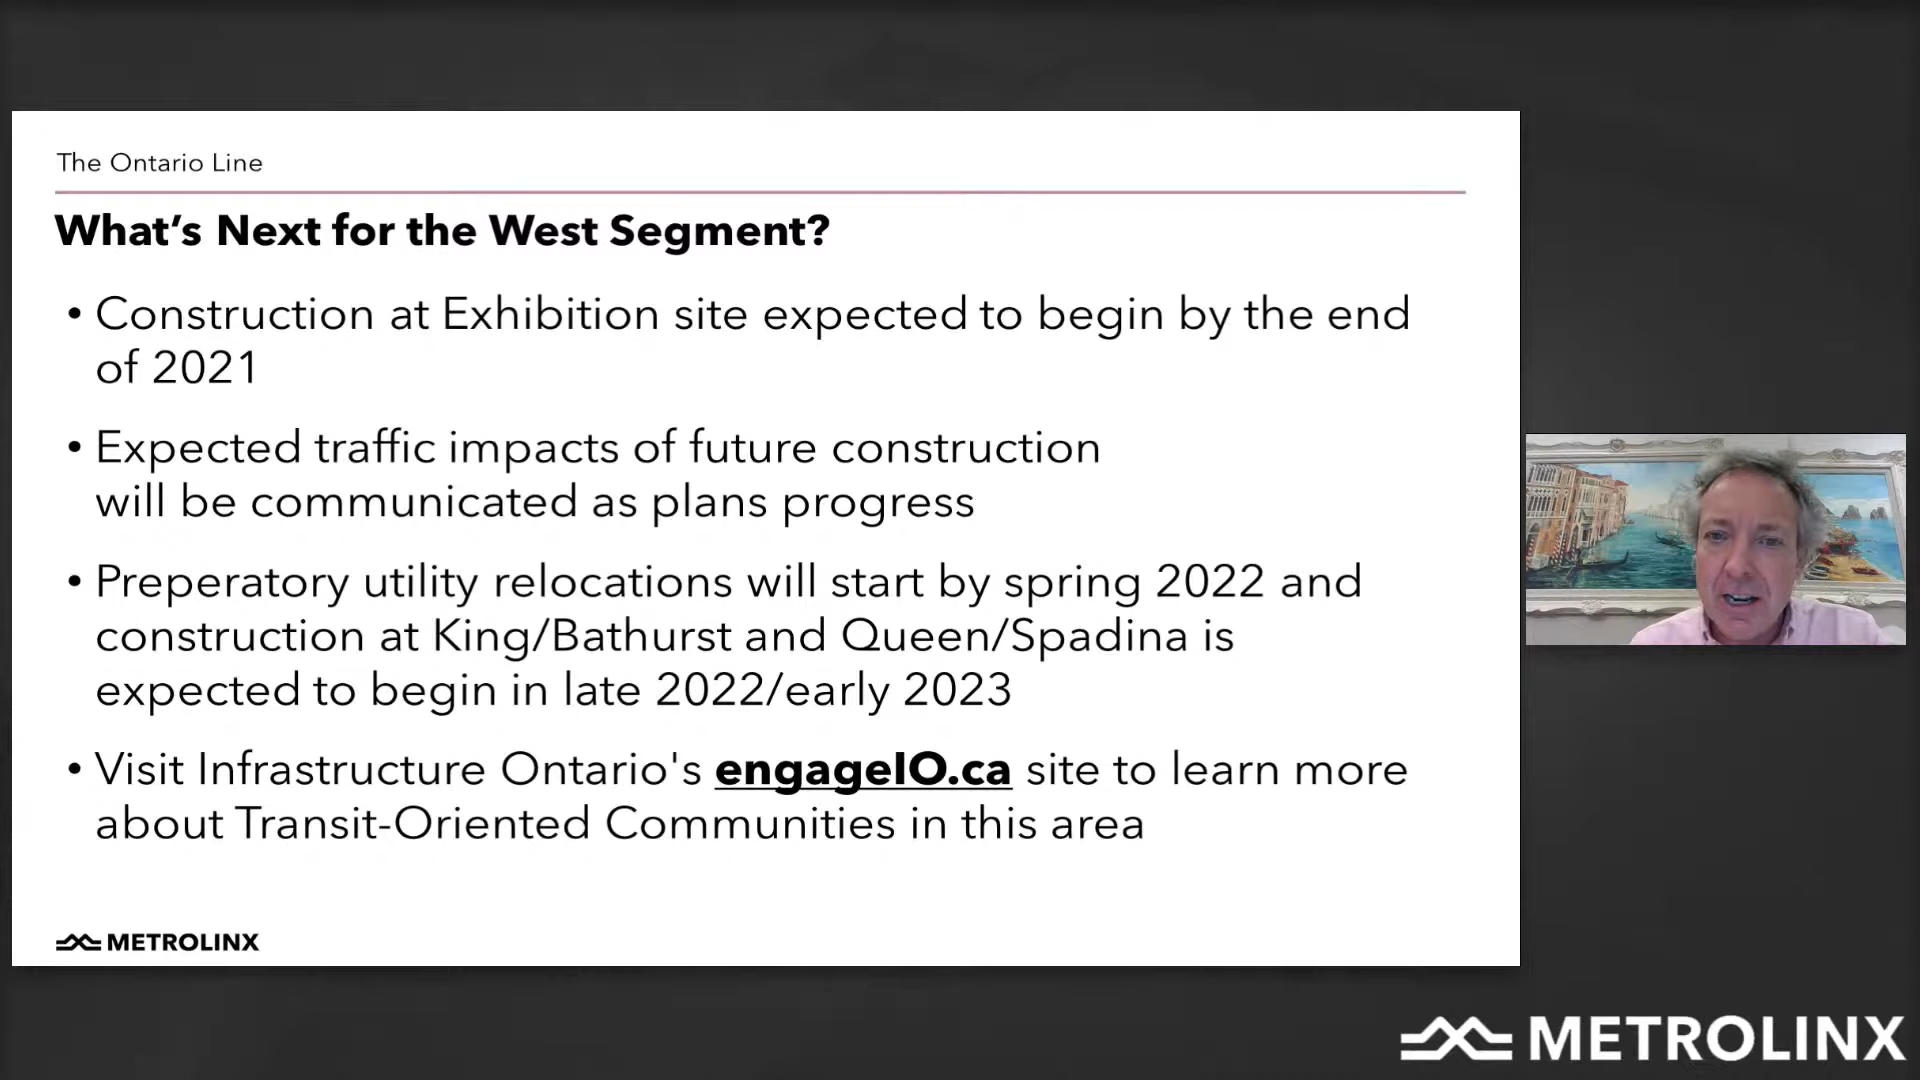 The Ontario Line
What’s Next for the West Segment?
• Construction at Exhibition site expected to begin by the end
of 2021
• Expected traffic impacts of future construction
will be communicated as plans progress
• Preperatory utility relocations will start by spring 2022 and
construction at King/Bathurst and Queen/Spadina is
expected to begin in late 2022/early 2023
• Visit Infrastructure Ontario's engageIO.ca site to learn more
about Transit-Oriented Communities in this area
METROLINX
METROLINX